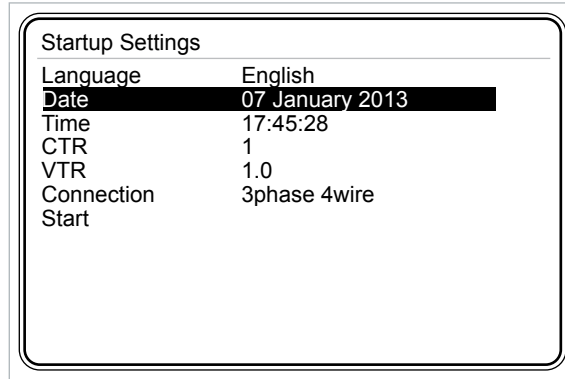 Startup Settings
Language English
Date 07 January 2013
Time 17:45:28
CTR 1
VTR 1.0
Connection 3phase 4wire
Start